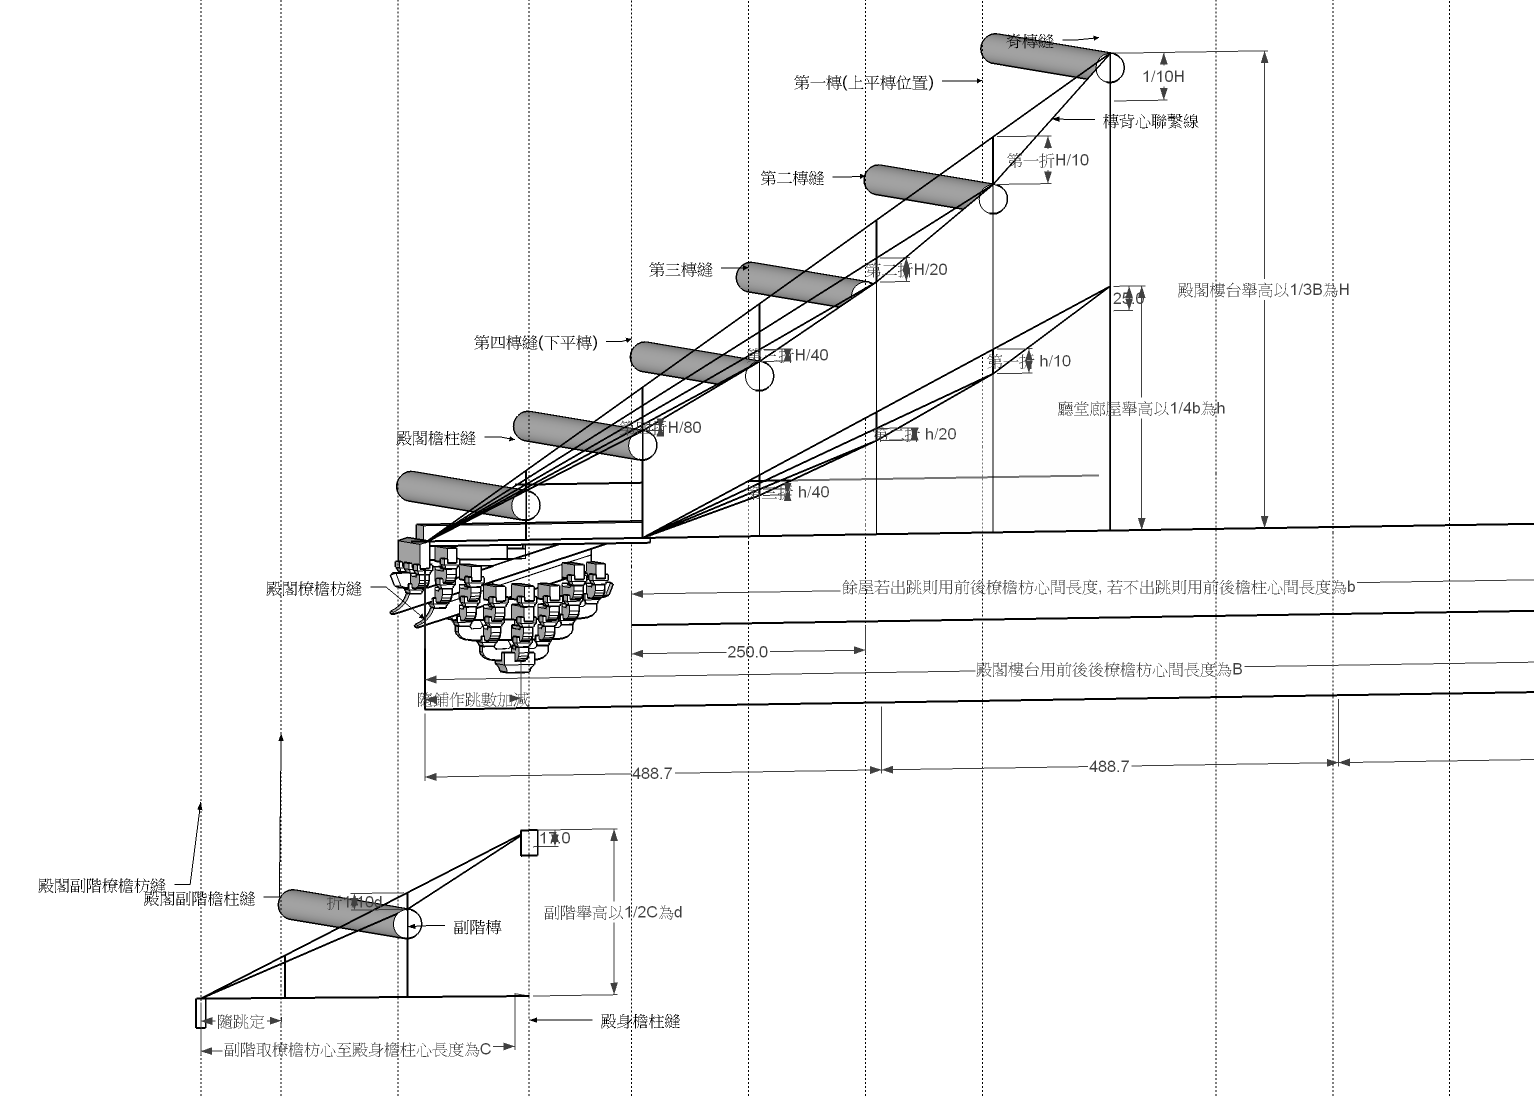 脊槫縫
1/10H
第一槫(上平槫位置)
槫背心聯繫線
第一折H/10
第二槫縫
第三槫縫
第二折H/20
殿閣樓台舉高以1/3B為H
25.0
第四槫縫(下平槫)
第三折H/40
第一折 h/10
廳堂廊屋舉高以1/4b為h
殿閣檐柱縫
第四折H/80
第二折 h/20
第三折 h/40
殿閣橑檐枋縫
餘屋若出跳則用前後橑檐枋心間長度, 若不出跳則用前後檐柱心間長度為b
250.0
殿閣樓台用前後後橑檐枋心間長度為B
隨鋪作跳數加減
488.7
488.7
17.0
殿閣副階橑檐枋縫
殿閣副階檐柱縫
折1/10d
副階槫
副階舉高以1/2C為d
隨跳定
殿身檐柱縫
副階取橑檐枋心至殿身檐柱心長度為C